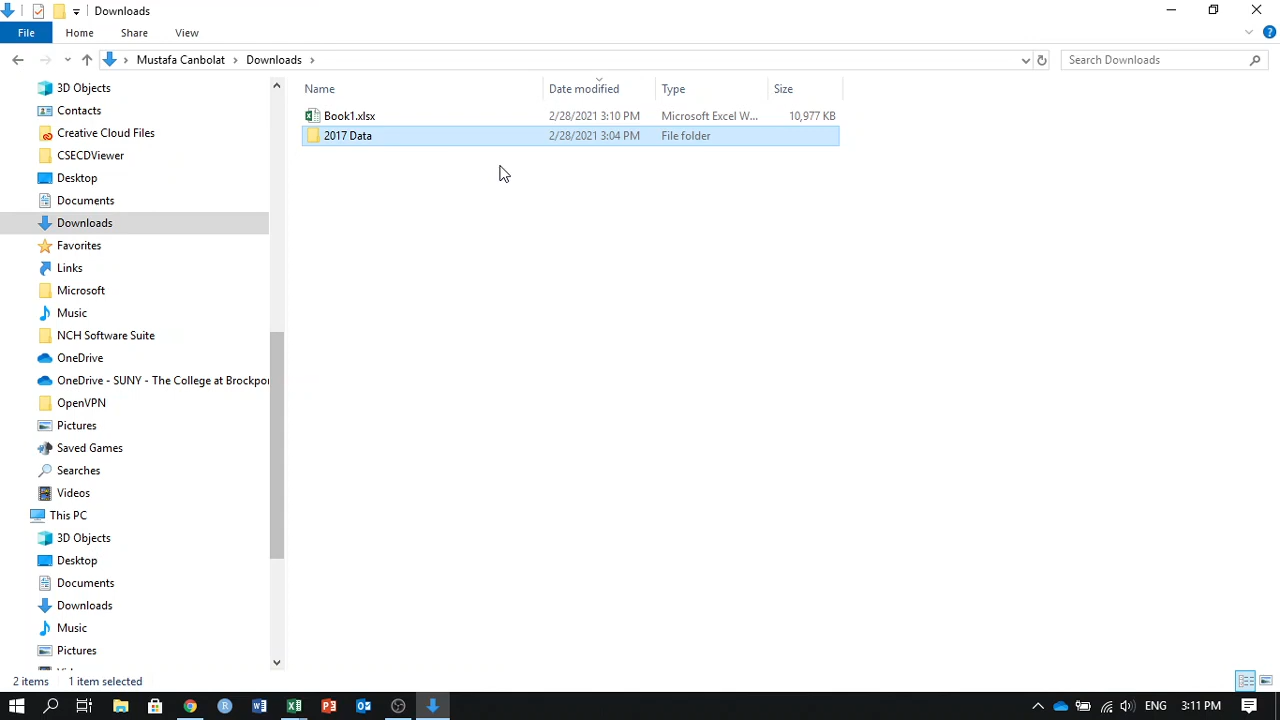 Downloads
File Home Share View
Mustafa Canbolat Downloads Search Downloads
3D Objects
Contacts
Creative Cloud Files
CSECDViewer
Desktop
Documents
Downloads
Favorites
Links
Microsoft
Music
NCH Software Suite
OneDrive
OneDrive - SUNY - The College at Brockpor
OpenVPN
Pictures
Saved Games
Searches
Videos
This PC
3D Objects
Desktop
Documents
Downloads
Music
Pictures
Name Date modified Type Size
Book1.xlsx 2/28/2021 3:10 PM Microsoft Excel W... 10,977 KB
2017 Data 2/28/2021 3:04 PM File folder
2 items 1 item selected
ENG 3:11 PM